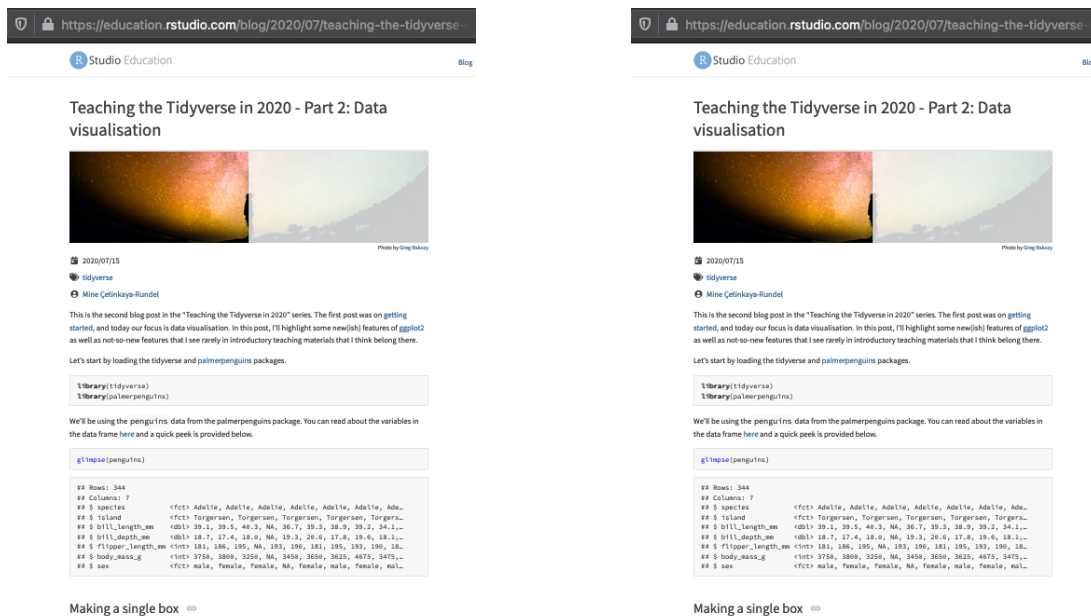 https://education.rstudio.com/blog/2020/07/teaching-the-tidyverse-
R Studio Education
Blog
Teaching the Tidyverse in 2020 - Part 2: Data
visualisation
Photo by Greg Rakozy
2020/07/15
tidyverse
Mine Çetinkaya-Rundel
This is the second blog post in the "Teaching the Tidyverse in 2020" series. The first post was on getting
started, and today our focus is data visualisation. In this post, I'll highlight some new(ish) features of ggplot2
as well as not-so-new features that I see rarely in introductory teaching materials that I think belong there.
Let's start by loading the tidyverse and palmerpenguins packages.
library(tidyverse)
library(palmerpenguins)
We'll be using the penguins data from the palmerpenguins package. You can read about the variables in
the data frame here and a quick peek is provided below.
glimpse(penguins)
## Rows: 344
## Columns: 7
## $ species <fct> Adelie, Adelie, Adelie, Adelie, Adelie, Adelie, Ade…
## $ island <fct> Torgersen, Torgersen, Torgersen, Torgersen, Torgers…
## $ bill_length_mm <dbl> 39.1, 39.5, 40.3, NA, 36.7, 39.3, 38.9, 39.2, 34.1,…
## $ bill_depth_mm <dbl> 18.7, 17.4, 18.0, NA, 19.3, 20.6, 17.8, 19.6, 18.1,…
## $ flipper_length_mm <int> 181, 186, 195, NA, 193, 190, 181, 195, 193, 190, 18…
## $ body_mass_g <int> 3750, 3800, 3250, NA, 3450, 3650, 3625, 4675, 3475,…
## $ sex <fct> male, female, female, NA, female, male, female, mal…
Making a single box
https://education.rstudio.com/blog/2020/07/teaching-the-tidyverse-
R Studio Education
Blo
Teaching the Tidyverse in 2020 - Part 2: Data
visualisation
Photo by Greg Rakozy
2020/07/15
tidyverse
Mine Çetinkaya-Rundel
This is the second blog post in the "Teaching the Tidyverse in 2020" series. The first post was on getting
started, and today our focus is data visualisation. In this post, I'll highlight some new(ish) features of ggplot2
as well as not-so-new features that I see rarely in introductory teaching materials that I think belong there.
Let's start by loading the tidyverse and palmerpenguins packages.
library(tidyverse)
library(palmerpenguins)
We'll be using the penguins data from the palmerpenguins package. You can read about the variables in
the data frame here and a quick peek is provided below.
glimpse(penguins)
## Rows: 344
## Columns: 7
## $ species <fct> Adelie, Adelie, Adelie, Adelie, Adelie, Adelie, Ade…
## $ island <fct> Torgersen, Torgersen, Torgersen, Torgersen, Torgers…
## $ bill_length_mm <dbl> 39.1, 39.5, 40.3, NA, 36.7, 39.3, 38.9, 39.2, 34.1,…
## $ bill_depth_mm <dbl> 18.7, 17.4, 18.0, NA, 19.3, 20.6, 17.8, 19.6, 18.1,…
## $ flipper_length_mm <int> 181, 186, 195, NA, 193, 190, 181, 195, 193, 190, 18…
## $ body_mass_g <int> 3750, 3800, 3250, NA, 3450, 3650, 3625, 4675, 3475,…
## $ sex <fct> male, female, female, NA, female, male, female, mal…
Making a single box